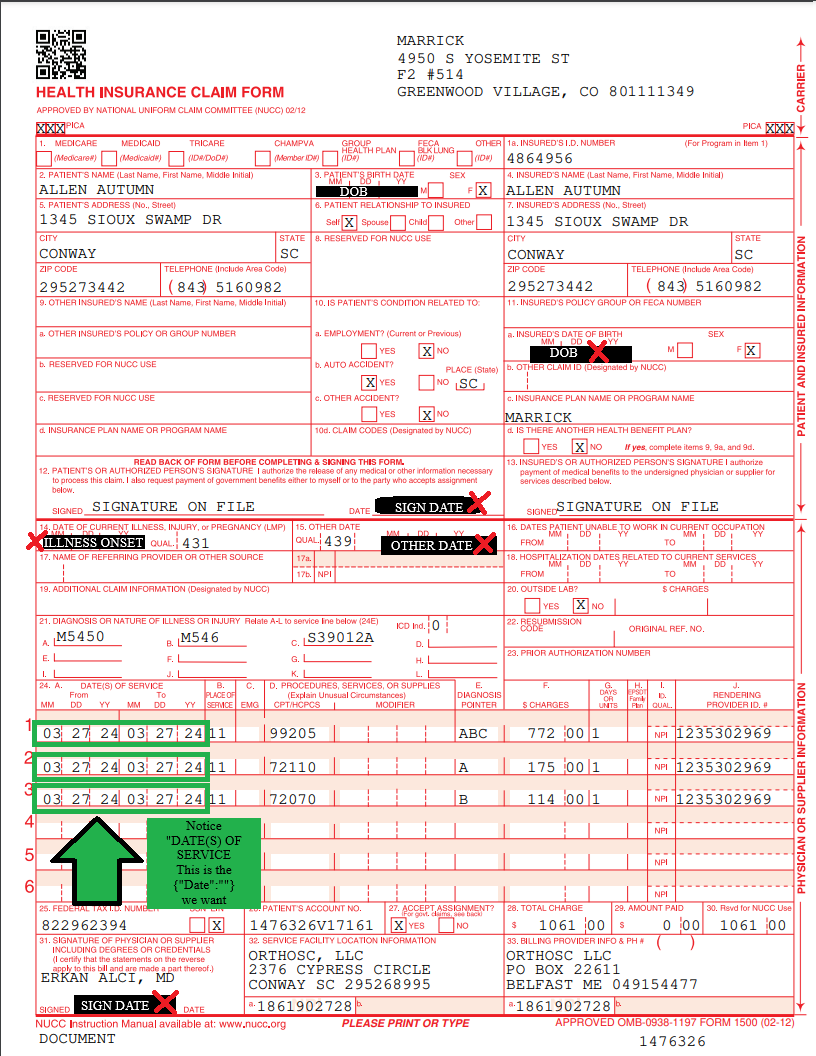 MARRICK
4950 S YOSEMITE ST
F2 #514
GREENWOOD VILLAGE, CO 801111349
HEALTH INSURANCE CLAIM FORM
APPROVED BY NATIONAL UNIFORM CLAIM COMMITTEE (NUCC) 02/12
XXX PICA PICA XXX
CARRIER
1. MEDICARE MEDICAID TRICARE CHAMPVA GROUP HEALTH PLAN FECA BLK LUNG OTHER
(Medicare#) (Medicaid#) (ID#/DoD#) (Member ID#) (ID#) (ID#) (ID#)
1a. INSURED'S I.D. NUMBER (For Program in Item 1)
4864956
2. PATIENT'S NAME (Last Name, First Name, Middle Initial)
ALLEN AUTUMN
3. PATIENT'S BIRTH DATE SEX
MM DD YY
DOB M F X
4. INSURED'S NAME (Last Name, First Name, Middle Initial)
ALLEN AUTUMN
5. PATIENT'S ADDRESS (No., Street)
1345 SIOUX SWAMP DR
6. PATIENT RELATIONSHIP TO INSURED
Self X Spouse Child Other
7. INSURED'S ADDRESS (No., Street)
1345 SIOUX SWAMP DR
CITY STATE
CONWAY SC
8. RESERVED FOR NUCC USE
CITY STATE
CONWAY SC
ZIP CODE TELEPHONE (Include Area Code)
295273442 (843) 5160982
ZIP CODE TELEPHONE (Include Area Code)
295273442 (843) 5160982
9. OTHER INSURED'S NAME (Last Name, First Name, Middle Initial)
10. IS PATIENT'S CONDITION RELATED TO:
11. INSURED'S POLICY GROUP OR FECA NUMBER
a. OTHER INSURED'S POLICY OR GROUP NUMBER
a. EMPLOYMENT? (Current or Previous)
YES X NO
a. INSURED'S DATE OF BIRTH SEX
MM DD YY
DOB M F X
b. RESERVED FOR NUCC USE
b. AUTO ACCIDENT? PLACE (State)
X YES NO SC
b. OTHER CLAIM ID (Designated by NUCC)
c. RESERVED FOR NUCC USE
c. OTHER ACCIDENT?
YES X NO
c. INSURANCE PLAN NAME OR PROGRAM NAME
MARRICK
d. INSURANCE PLAN NAME OR PROGRAM NAME
10d. CLAIM CODES (Designated by NUCC)
d. IS THERE ANOTHER HEALTH BENEFIT PLAN?
YES X NO If yes, complete items 9, 9a, and 9d.
PATIENT AND INSURED INFORMATION
READ BACK OF FORM BEFORE COMPLETING & SIGNING THIS FORM.
12. PATIENT'S OR AUTHORIZED PERSON'S SIGNATURE I authorize the release of any medical or other information necessary
to process this claim. I also request payment of government benefits either to myself or to the party who accepts assignment
below.
SIGNED SIGNATURE ON FILE DATE SIGN DATE
13. INSURED'S OR AUTHORIZED PERSON'S SIGNATURE I authorize
payment of medical benefits to the undersigned physician or supplier for
services described below.
SIGNED SIGNATURE ON FILE
14. DATE OF CURRENT ILLNESS, INJURY, or PREGNANCY (LMP)
MM DD YY
ILLNESS ONSET QUAL. 431
15. OTHER DATE
MM DD YY
QUAL. 439 OTHER DATE
16. DATES PATIENT UNABLE TO WORK IN CURRENT OCCUPATION
MM DD YY MM DD YY
FROM TO
17. NAME OF REFERRING PROVIDER OR OTHER SOURCE
17a.
17b. NPI
18. HOSPITALIZATION DATES RELATED TO CURRENT SERVICES
MM DD YY MM DD YY
FROM TO
19. ADDITIONAL CLAIM INFORMATION (Designated by NUCC)
20. OUTSIDE LAB? $ CHARGES
YES X NO
21. DIAGNOSIS OR NATURE OF ILLNESS OR INJURY Relate A-L to service line below (24E) ICD Ind. 0
A. M5450 B. M546 C. S39012A D.
E. F. G. H.
I. J. K. L.
22. RESUBMISSION CODE ORIGINAL REF. NO.
23. PRIOR AUTHORIZATION NUMBER
24. A. DATE(S) OF SERVICE B. C. D. PROCEDURES, SERVICES, OR SUPPLIES E. F. G. H. I. J.
From To PLACE OF SERVICE EMG (Explain Unusual Circumstances) DIAGNOSIS POINTER $ CHARGES DAYS OR UNITS EPSDT Family Plan ID. QUAL. RENDERING PROVIDER ID. #
MM DD YY MM DD YY CPT/HCPCS MODIFIER
1 03 27 24 03 27 24 11 99205 ABC 772 00 1 NPI 1235302969
2 03 27 24 03 27 24 11 72110 A 175 00 1 NPI 1235302969
3 03 27 24 03 27 24 11 72070 B 114 00 1 NPI 1235302969
4 NPI
5 NPI
6 NPI
Notice
"DATE(S) OF
SERVICE
This is the
{"Date":""}
we want
PHYSICIAN OR SUPPLIER INFORMATION
25. FEDERAL TAX I.D. NUMBER SSN EIN
822962394 X
26. PATIENT'S ACCOUNT NO.
1476326V17161
27. ACCEPT ASSIGNMENT?
(For govt. claims, see back)
X YES NO
28. TOTAL CHARGE
$ 1061 00
29. AMOUNT PAID
$ 0 00
30. Rsvd for NUCC Use
1061 00
31. SIGNATURE OF PHYSICIAN OR SUPPLIER
INCLUDING DEGREES OR CREDENTIALS
(I certify that the statements on the reverse
apply to this bill and are made a part thereof.)
ERKAN ALCI, MD
SIGNED SIGN DATE DATE
32. SERVICE FACILITY LOCATION INFORMATION
ORTHOSC, LLC
2376 CYPRESS CIRCLE
CONWAY SC 295268995
a. 1861902728 b.
33. BILLING PROVIDER INFO & PH # ( )
ORTHOSC LLC
PO BOX 22611
BELFAST ME 049154477
a. 1861902728 b.
NUCC Instruction Manual available at: www.nucc.org
PLEASE PRINT OR TYPE
APPROVED OMB-0938-1197 FORM 1500 (02-12)
DOCUMENT
1476326